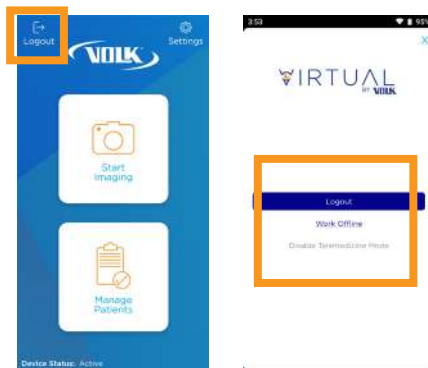 Logout
Settings
VOLK
Start
Imaging
Manage
Patients
Device Status: Active
3:53
95%
X
VIRTUAL
BY VOLK
Logout
Work Offline
Disable Telemedicine Mode